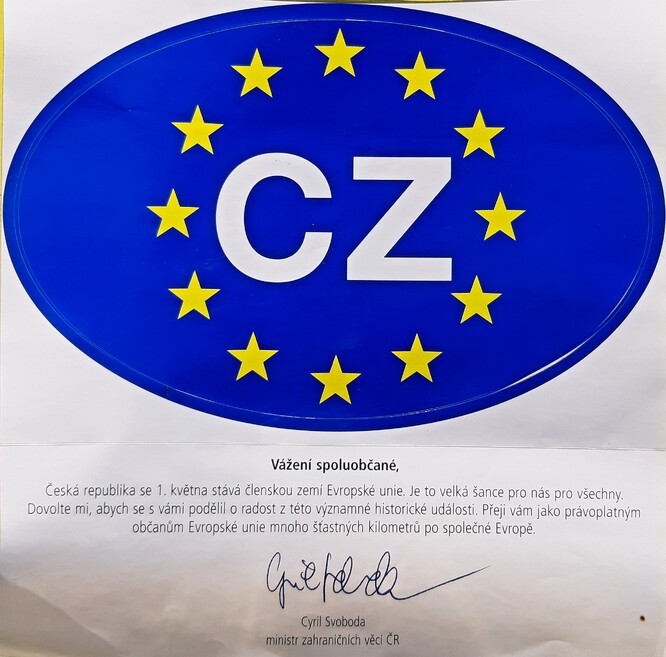 CZ
Vážení spoluobčané,
Česká republika se 1. května stává členskou zemí Evropské unie. Je to velká šance pro nás pro všechny.
Dovolte mi, abych se s vámi podělil o radost z této významné historické události. Přeji vám jako právoplatným
občanům Evropské unie mnoho šťastných kilometrů po společné Evropě.
Cyril Svoboda
ministr zahraničních věcí ČR